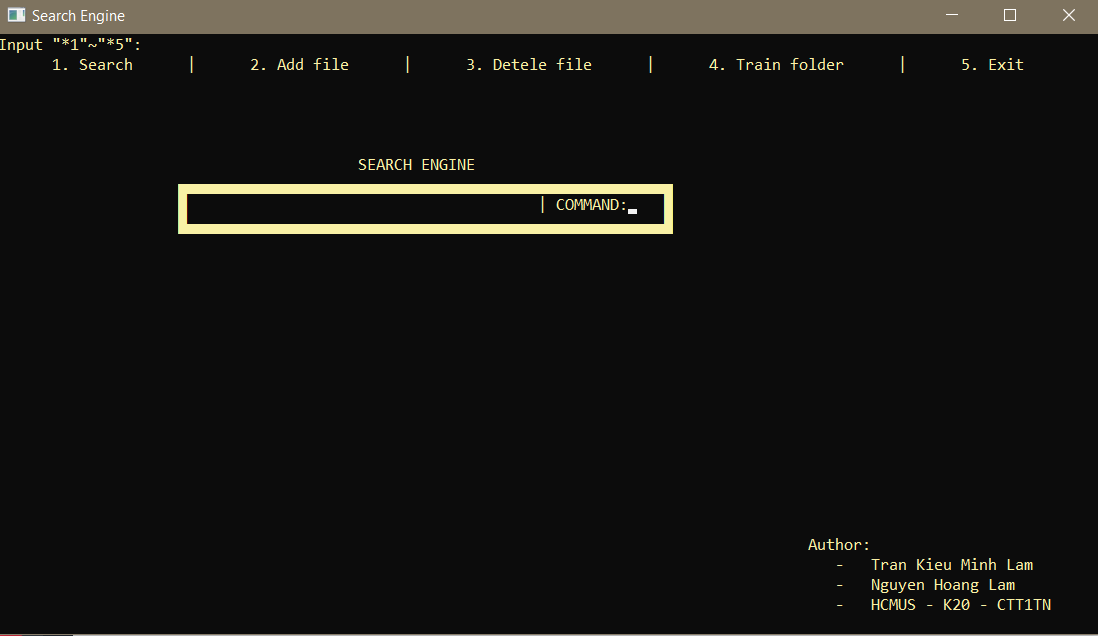 Search Engine
Input "*1"~"*5":
1. Search | 2. Add file | 3. Detele file | 4. Train folder | 5. Exit
SEARCH ENGINE
| COMMAND:
Author:
- Tran Kieu Minh Lam
- Nguyen Hoang Lam
- HCMUS - K20 - CTT1TN